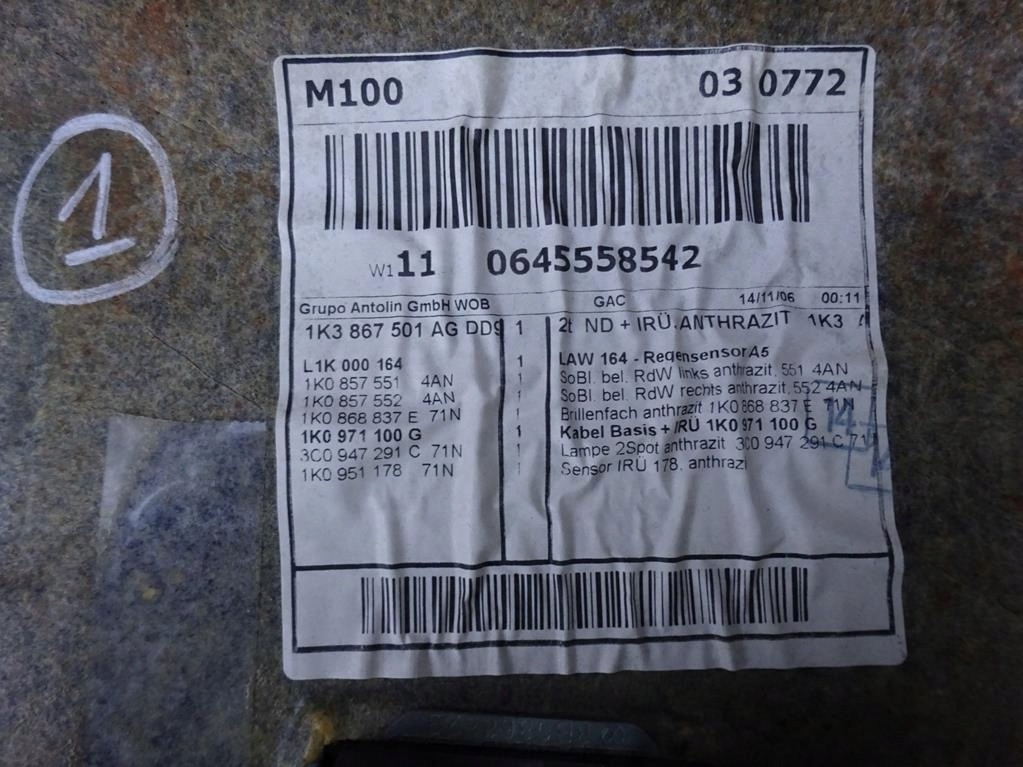 1
M100 03 0772
W1 11 0645558542
Grupo Antolin GmbH WOB GAC 14/11/06 00:11
1K3 867 501 AG DD9 1 2t ND + IRÜ.ANTHRAZIT 1K3
L1K 000 164 1 LAW 164 - Regensensor A5
1K0 857 551 4AN 1 SoBl. bel. RdW links anthrazit, 551 4AN
1K0 857 552 4AN 1 SoBl. bel. RdW rechts anthrazit, 552 4AN
1K0 868 837 E 71N 1 Brillenfach anthrazit 1K0 868 837 E 71N
1K0 971 100 G 1 Kabel Basis + IRÜ 1K0 971 100 G
3C0 947 291 C 71N 1 Lampe 2Spot anthrazit 3C0 947 291 C 71
1K0 951 178 71N 1 Sensor IRÜ 178, anthrazi